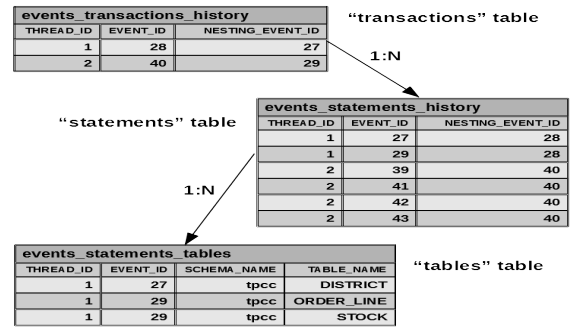 events_transactions_history
“transactions” table
THREAD_ID EVENT_ID NESTING_EVENT_ID
1 28 27
2 40 29
1:N
events_statements_history
“statements” table
THREAD_ID EVENT_ID NESTING_EVENT_ID
1 27 28
1 29 28
2 39 40
2 41 40
2 42 40
2 43 40
1:N
events_statements_tables
“tables” table
THREAD_ID EVENT_ID SCHEMA_NAME TABLE_NAME
1 27 tpcc DISTRICT
1 29 tpcc ORDER_LINE
1 29 tpcc STOCK